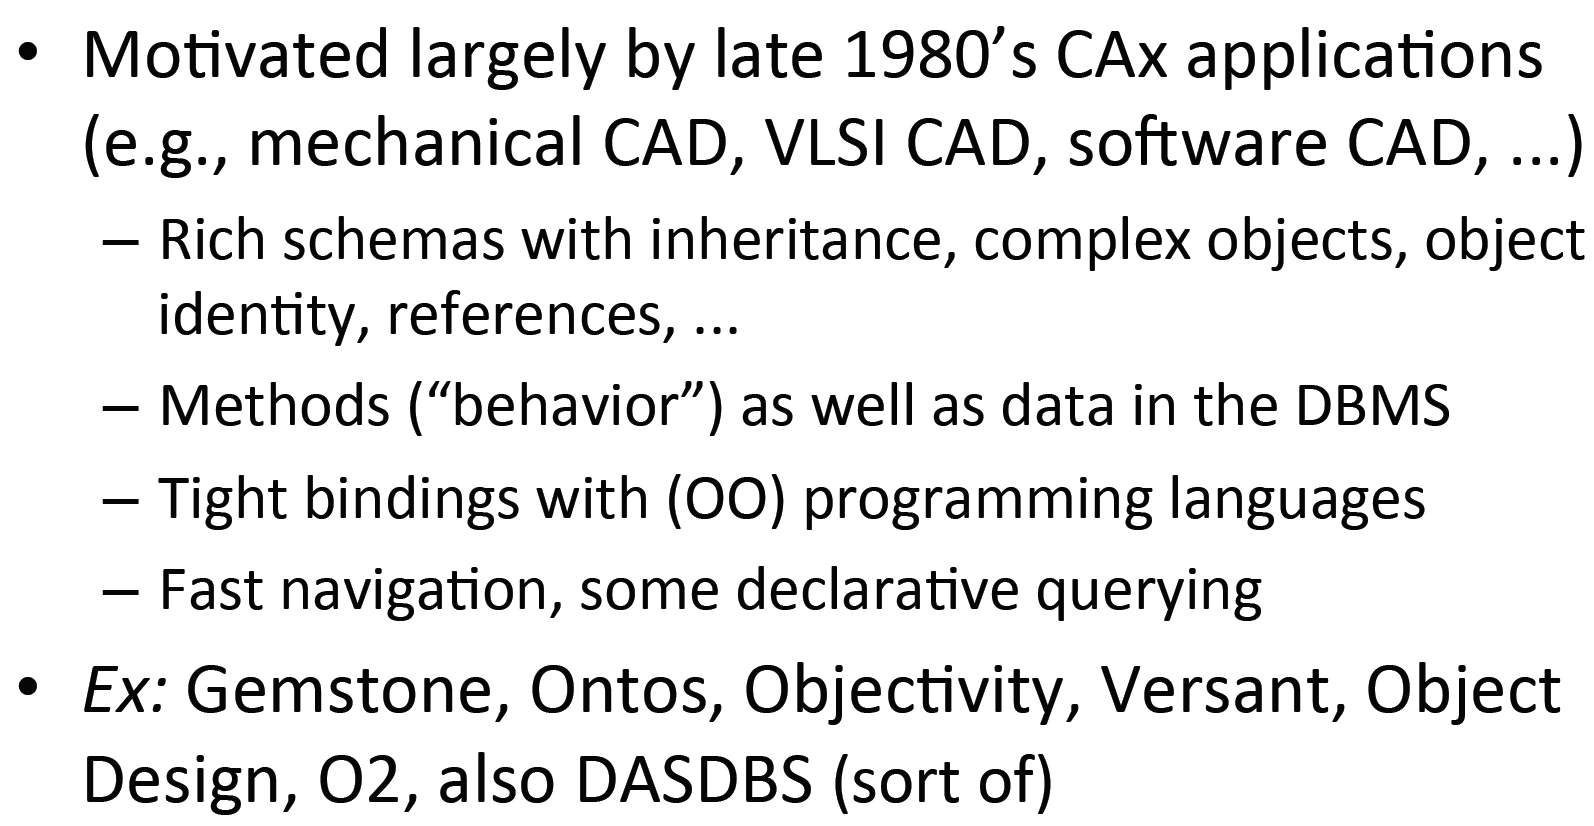 • Motivated largely by late 1980’s CAx applications
(e.g., mechanical CAD, VLSI CAD, software CAD, ...)
– Rich schemas with inheritance, complex objects, object
identity, references, ...
– Methods (“behavior”) as well as data in the DBMS
– Tight bindings with (OO) programming languages
– Fast navigation, some declarative querying
• Ex: Gemstone, Ontos, Objectivity, Versant, Object
Design, O2, also DASDBS (sort of)